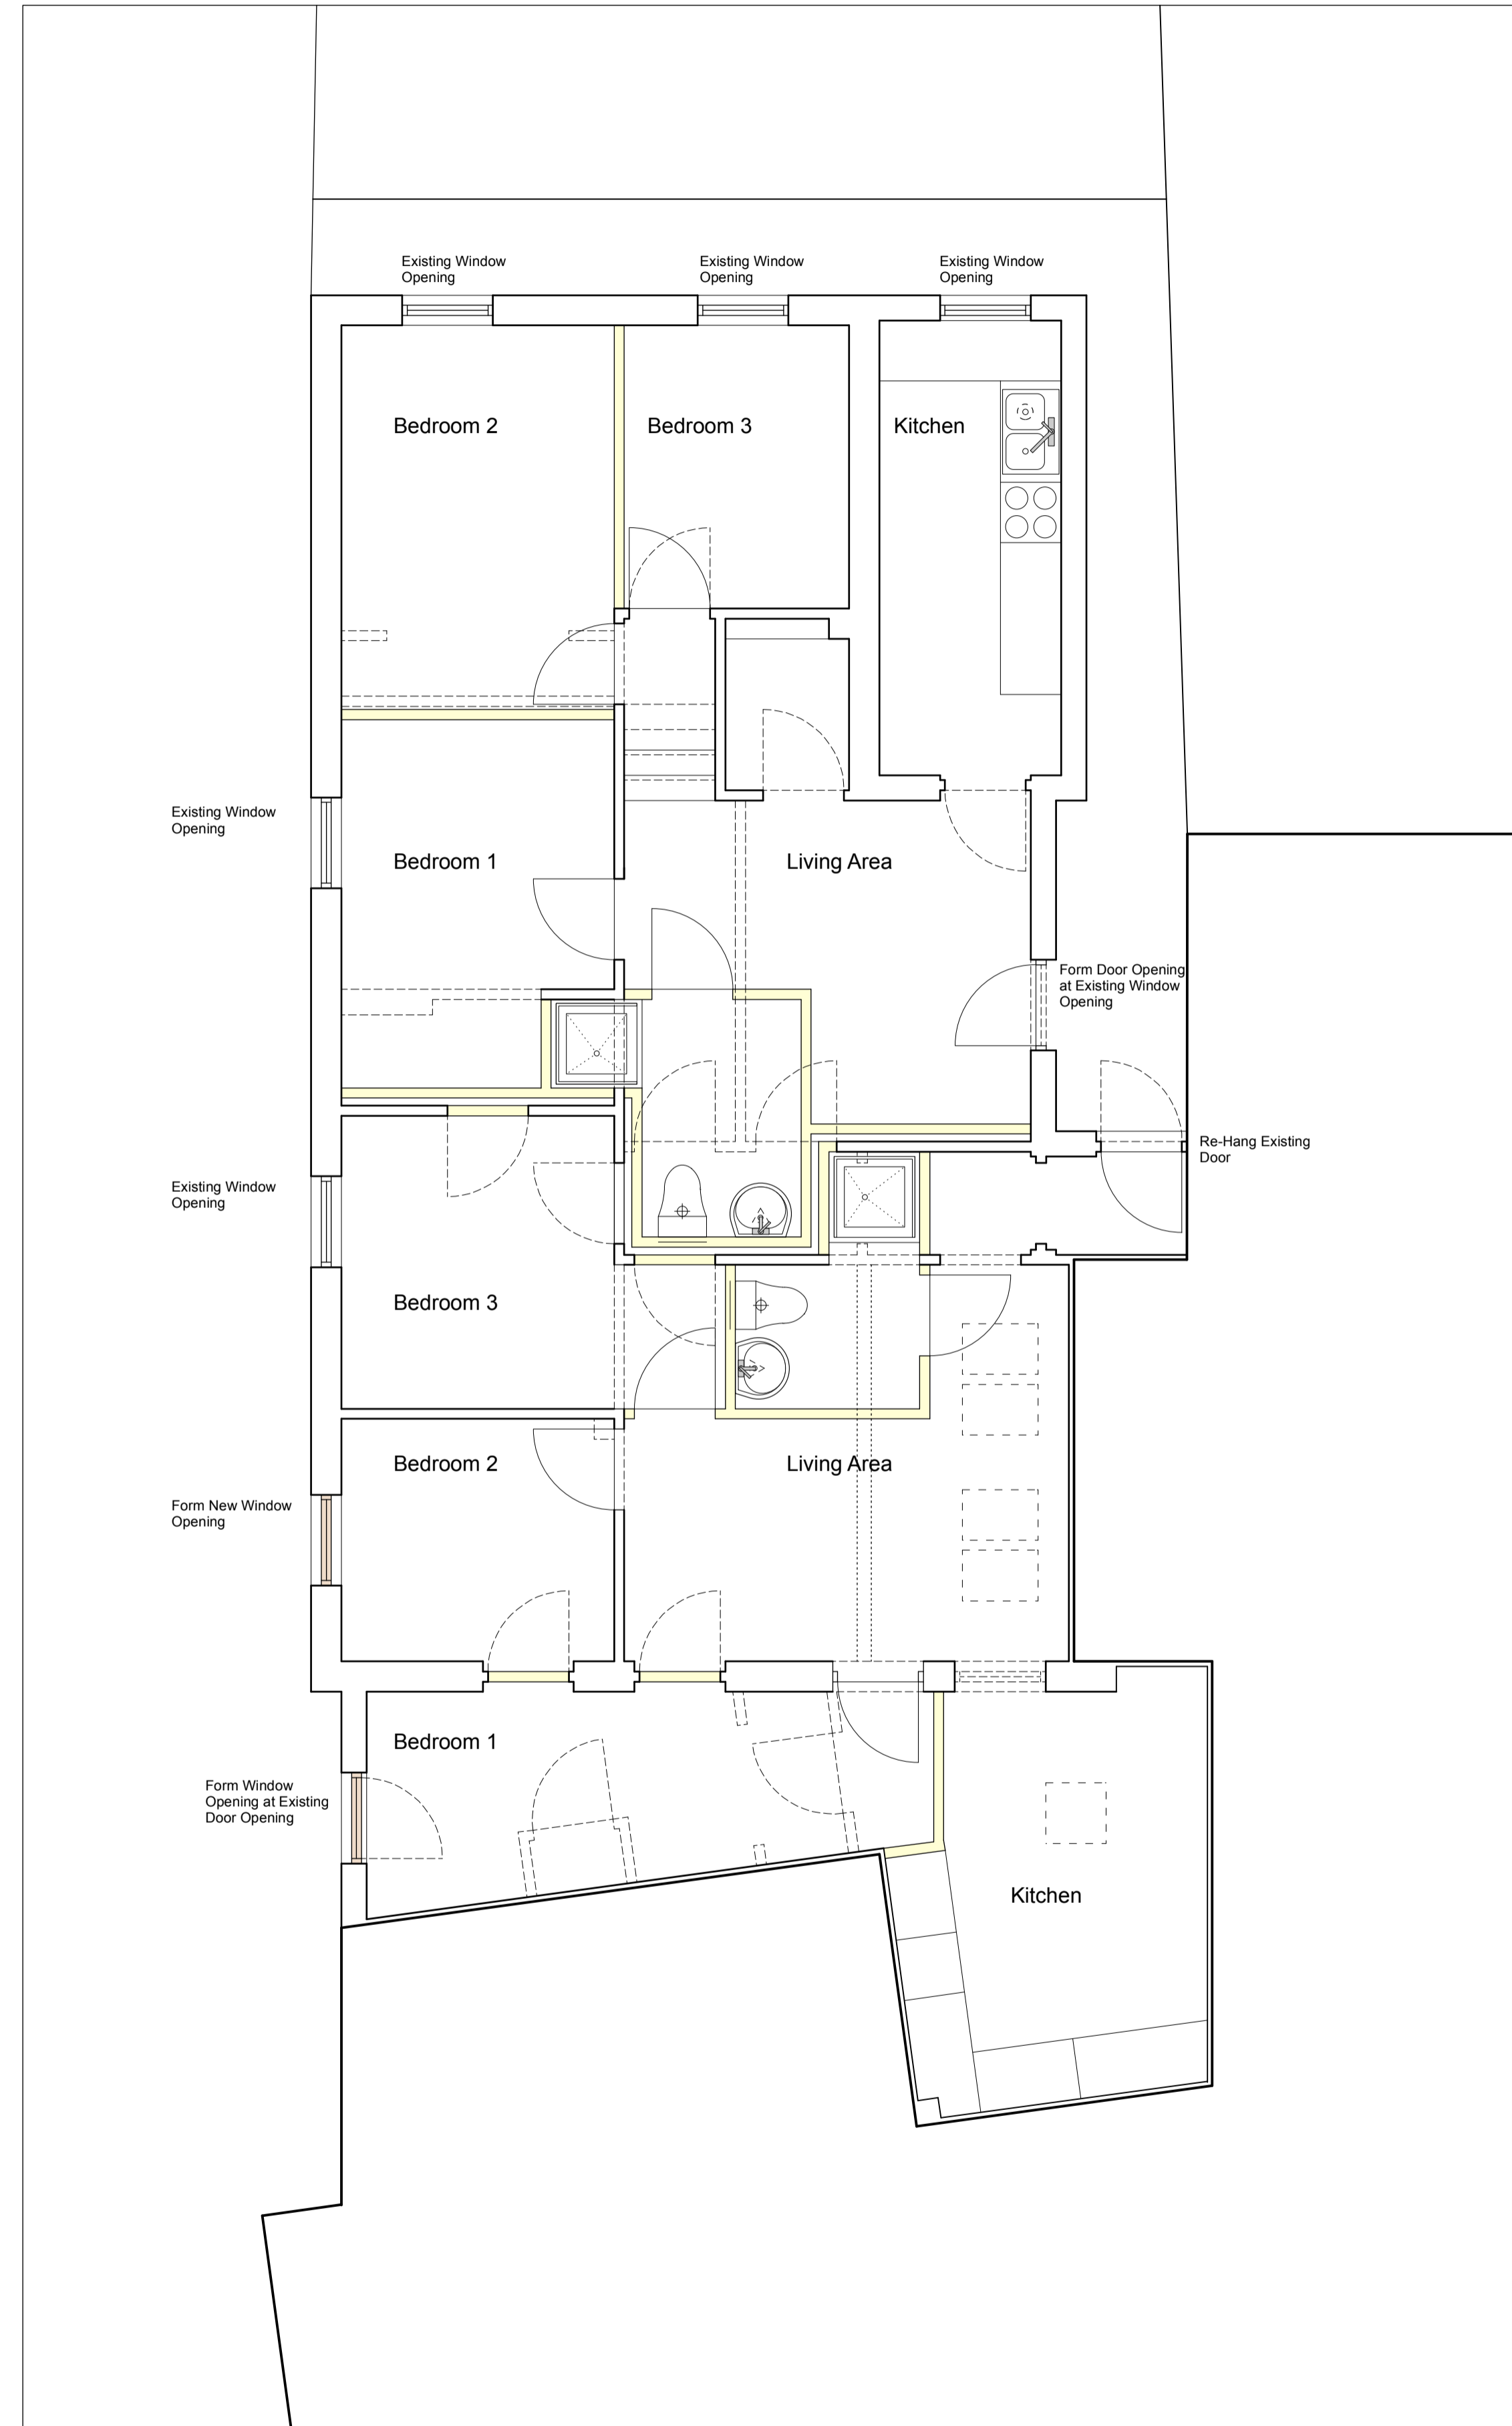 Existing Window
Opening
Existing Window
Opening
Existing Window
Opening
Bedroom 2
Bedroom 3
Kitchen
Existing Window
Opening
Bedroom 1
Living Area
Form Door Opening
at Existing Window
Opening
Re-Hang Existing
Door
Existing Window
Opening
Bedroom 3
Bedroom 2
Living Area
Form New Window
Opening
Bedroom 1
Form Window
Opening at Existing
Door Opening
Kitchen